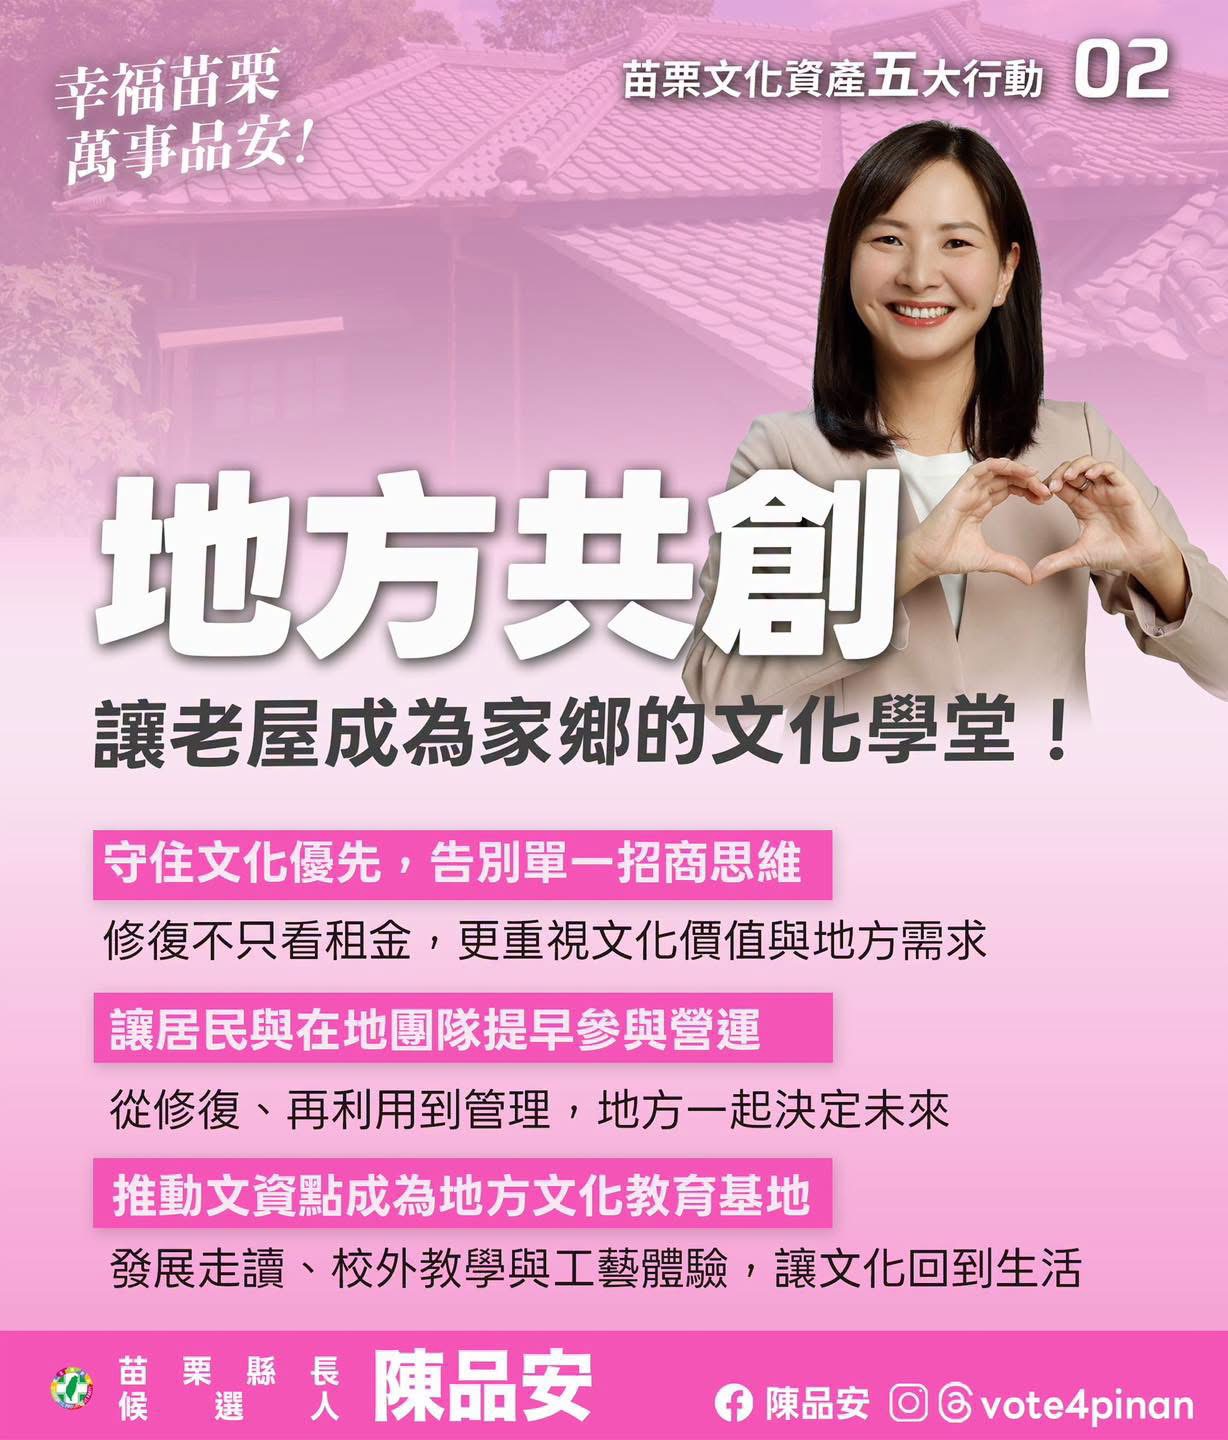 幸福苗栗
萬事品安!
苗栗文化資產五大行動 02
地方共創
讓老屋成為家鄉的文化學堂！
守住文化優先，告別單一招商思維
修復不只看租金，更重視文化價值與地方需求
讓居民與在地團隊提早參與營運
從修復、再利用到管理，地方一起決定未來
推動文資點成為地方文化教育基地
發展走讀、校外教學與工藝體驗，讓文化回到生活
苗栗縣長
候選人
陳品安
陳品安 vote4pinan